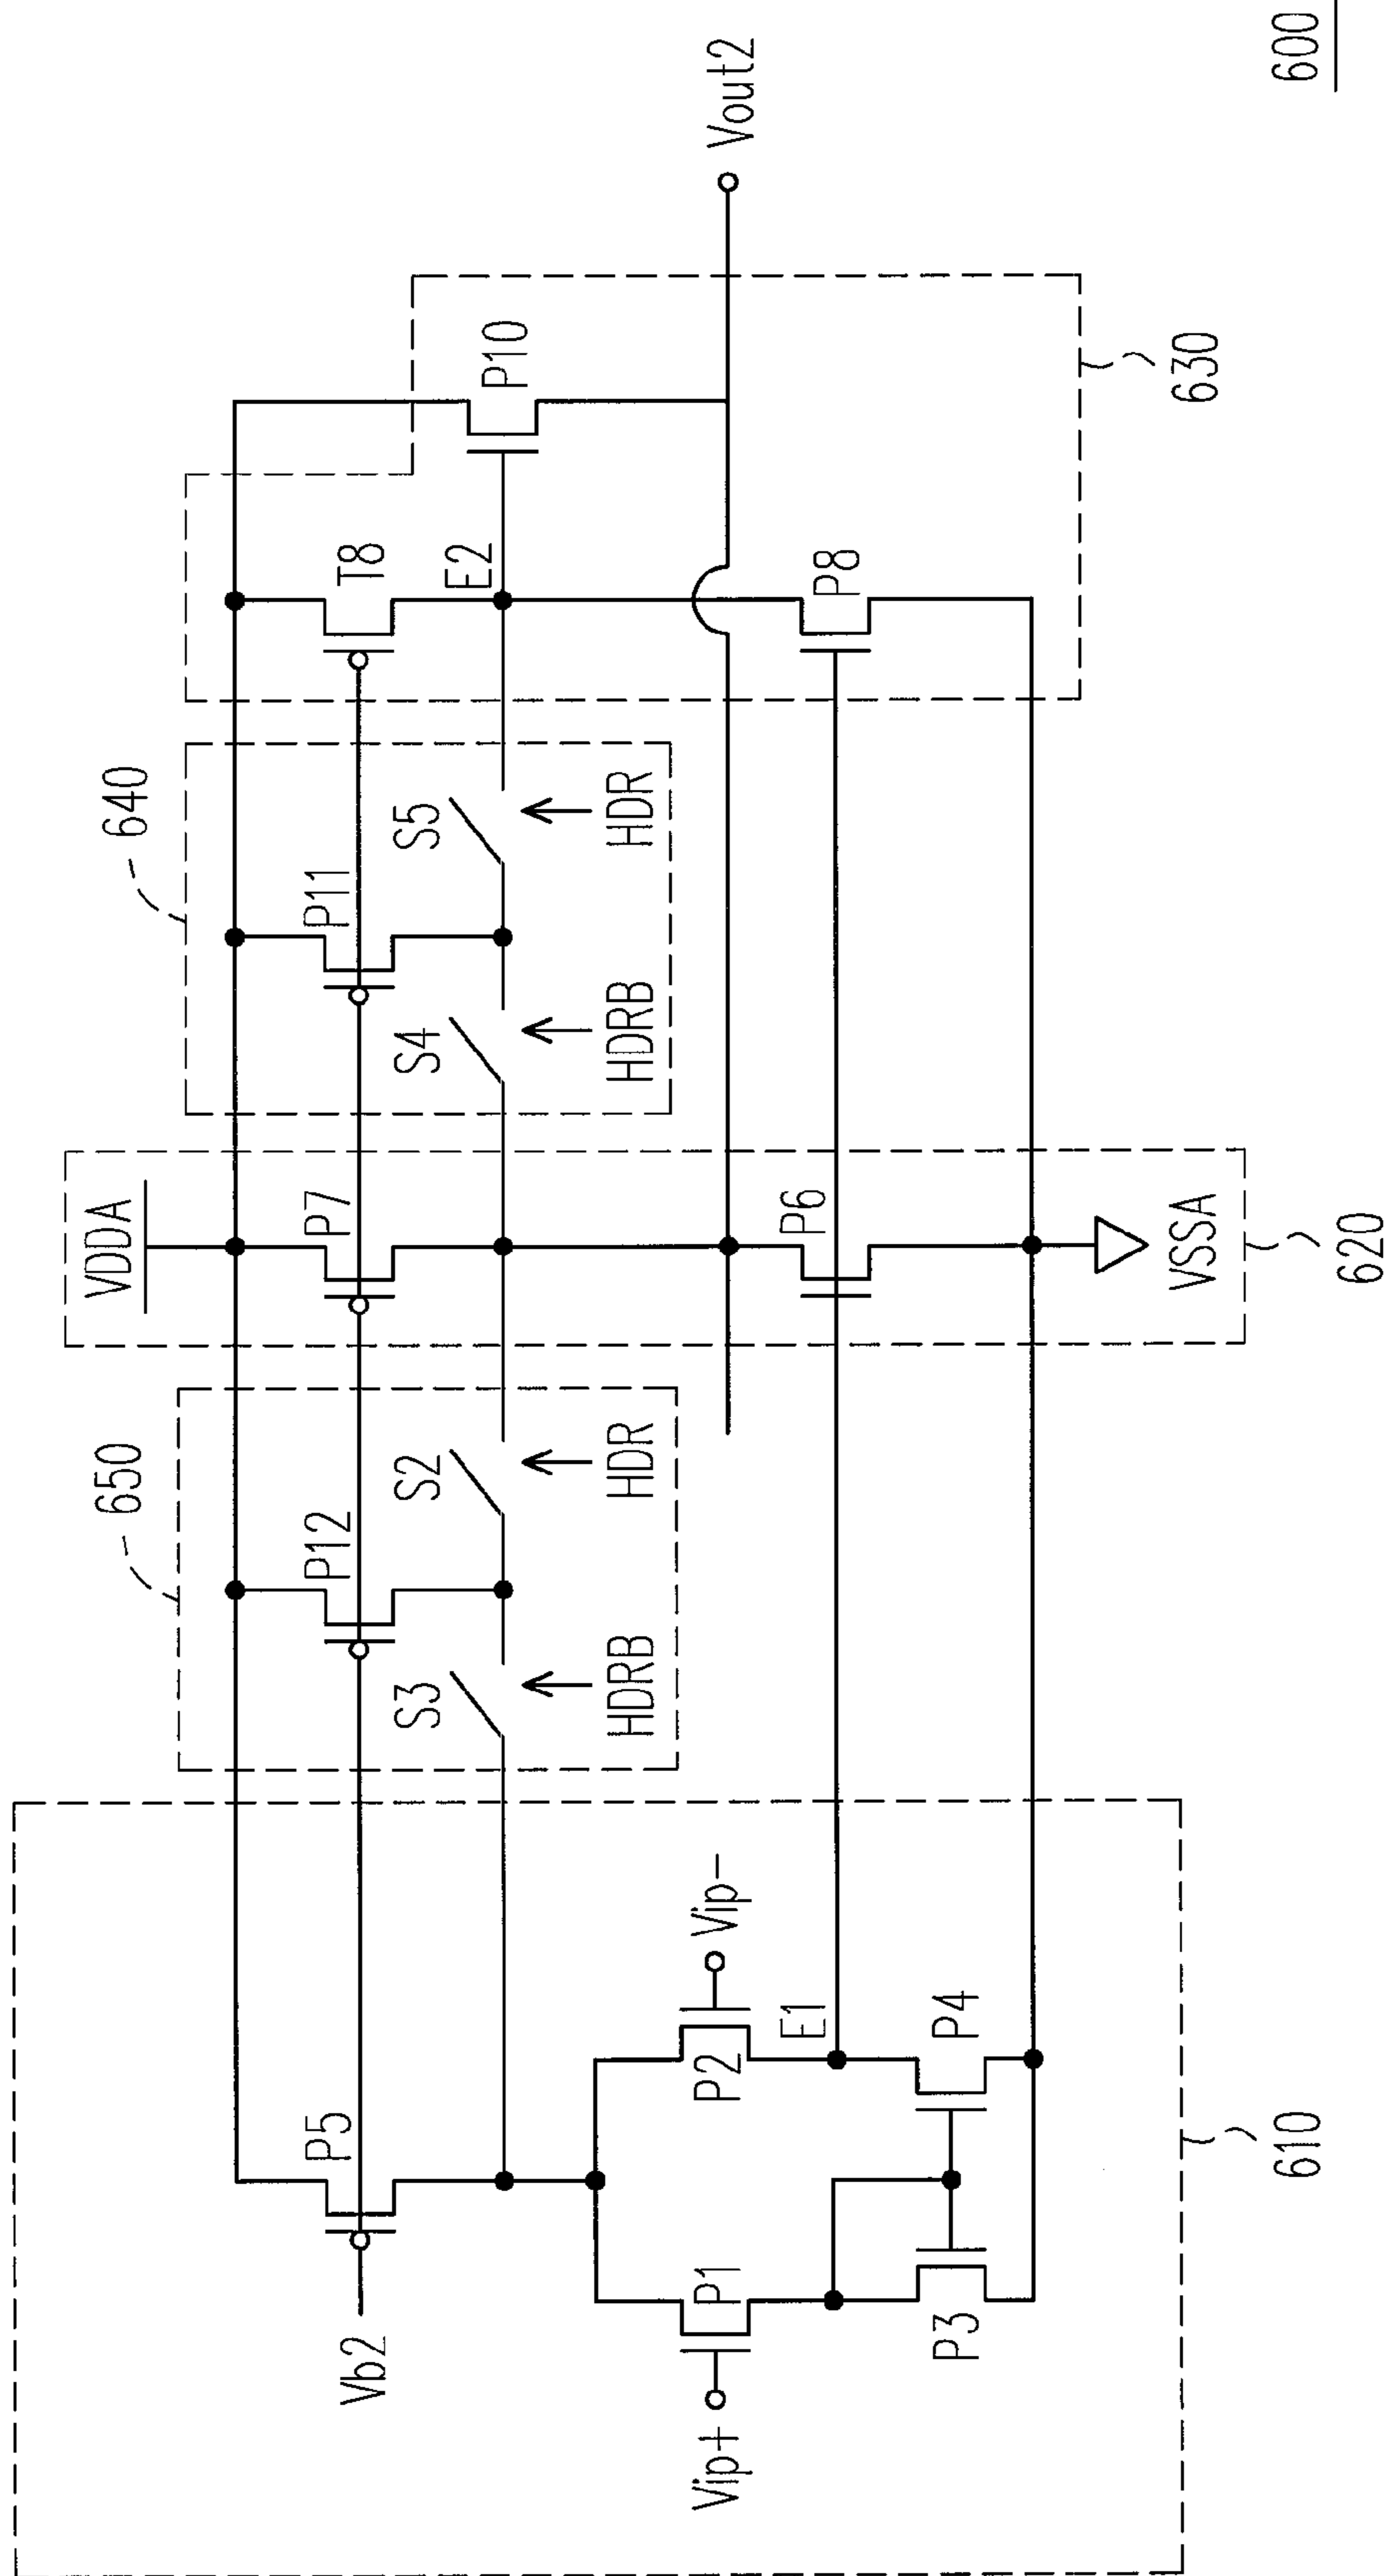 600
Vout2
P10
630
T8
E2
P8
640
S5
HDR
P11
S4
HDRB
VDDA
P7
P6
VSSA
620
650
S2
HDR
P12
S3
HDRB
Vip-
E1
P5
P2
P4
610
P1
P3
Vb2
Vip+